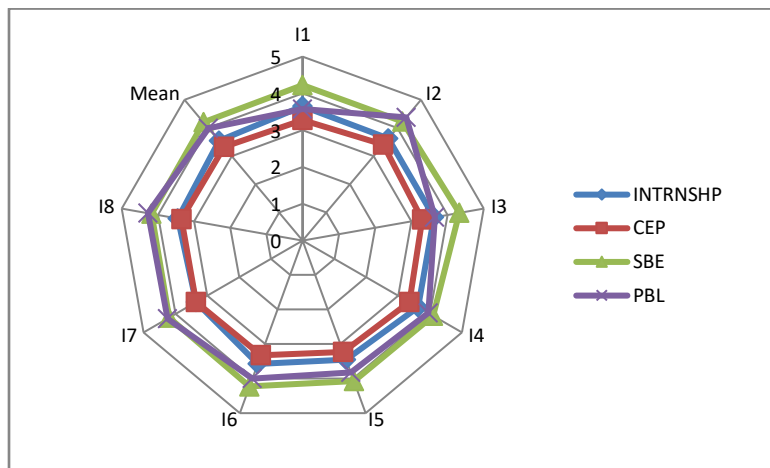 I1
5
Mean
4
I2
3
2
1
I8
I3
0
INTRNSHP
CEP
SBE
PBL
I7
I4
I6
I5